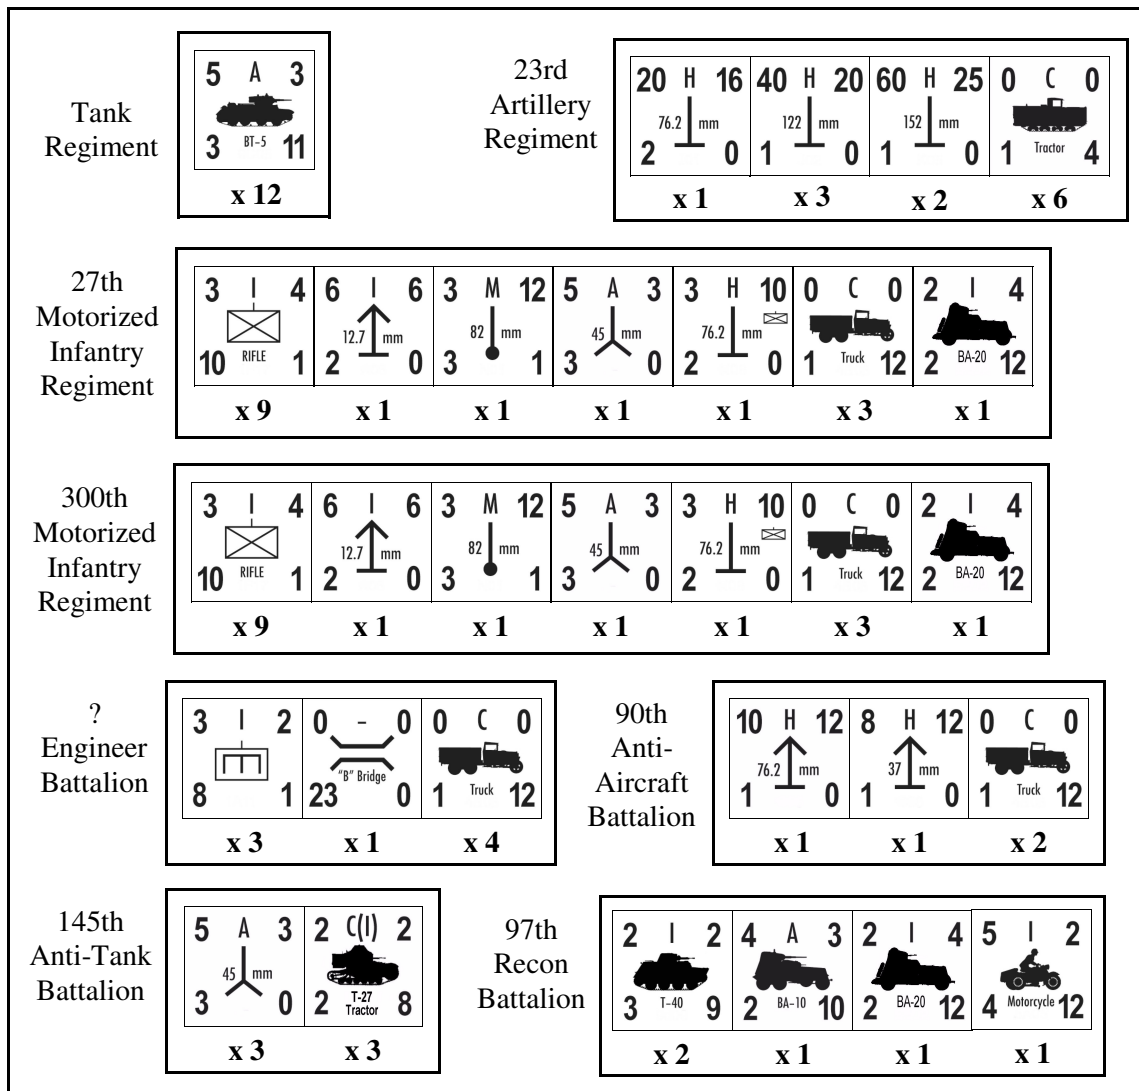 Tank
Regiment
5 A 3
BT-5
3 11
x 12
23rd
Artillery
Regiment
20 H 16 40 H 20 60 H 25 0 C 0
76.2 mm 122 mm 152 mm Tractor
2 0 1 0 1 0 1 4
x 1 x 3 x 2 x 6
27th
Motorized
Infantry
Regiment
3 I 4 6 I 6 3 M 12 5 A 3 3 H 10 0 C 0 2 I 4
RIFLE 12.7 mm 82 mm 45 mm 76.2 mm Truck BA-20
10 1 2 0 3 1 3 0 2 0 1 12 2 12
x 9 x 1 x 1 x 1 x 1 x 3 x 1
300th
Motorized
Infantry
Regiment
3 I 4 6 I 6 3 M 12 5 A 3 3 H 10 0 C 0 2 I 4
RIFLE 12.7 mm 82 mm 45 mm 76.2 mm Truck BA-20
10 1 2 0 3 1 3 0 2 0 1 12 2 12
x 9 x 1 x 1 x 1 x 1 x 3 x 1
?
Engineer
Battalion
3 I 2 0 - 0 0 C 0
"B" Bridge Truck
8 1 23 0 1 12
x 3 x 1 x 4
90th
Anti-
Aircraft
Battalion
10 H 12 8 H 12 0 C 0
76.2 mm 37 mm Truck
1 0 1 0 1 12
x 1 x 1 x 2
145th
Anti-Tank
Battalion
5 A 3 2 C(I) 2
45 mm T-27
Tractor
3 0 2 8
x 3 x 3
97th
Recon
Battalion
2 I 2 4 A 3 2 I 4 5 I 2
T-40 BA-10 BA-20 Motorcycle
3 9 2 10 2 12 4 12
x 2 x 1 x 1 x 1